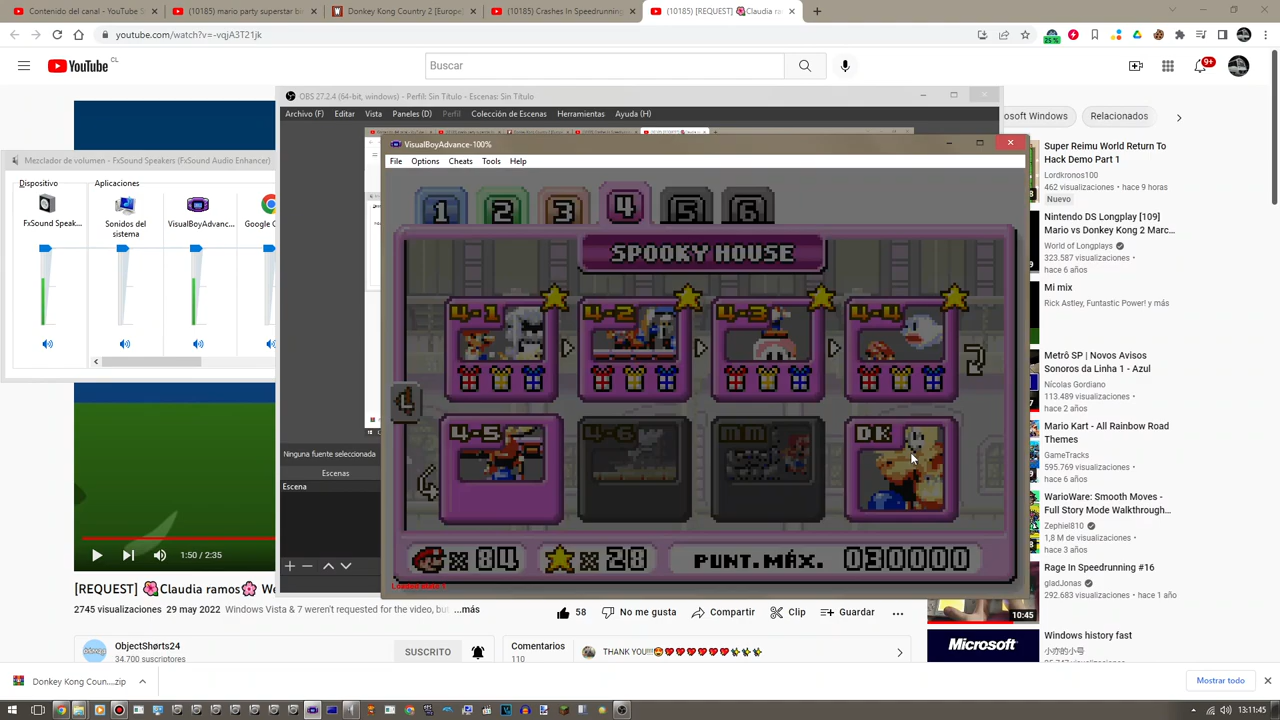 (10185) Contenido del canal - YouTub
(10185) mario party superstar bi
Donkey Kong Country 2 [Europe]
(10185) Crashes In Speedrunning
(10185) [REQUEST] 🌺Claudia ra
youtube.com/watch?v=-vqjA3T21jk
YouTube CL
Buscar
9+
OBS 27.2.4 (64-bit, windows) - Perfil: Sin Título - Escenas: Sin Título
Archivo (F) Editar Vista Paneles (D) Perfil Colección de Escenas Herramientas Ayuda (H)
osoft Windows
Relacionados
VisualBoyAdvance-100%
File Options Cheats Tools Help
Mezclador de volumen - FxSound Speakers (FxSound Audio Enhancer)
Dispositivo
Aplicaciones
FxSound Speak...
Sonidos del sistema
VisualBoyAdvanc...
Google C
1 2 3 4 5 6
SPOOKY HOUSE
4-1 4-2 4-3 4-4
4-5 4-6 MM DK
04
PUNT. MÁX. 030000
Ninguna fuente seleccionada
Escenas
Escena
1:50 / 2:35
[REQUEST] 🌺Claudia ramos🌸 We
2745 visualizaciones 29 may 2022 Windows Vista & 7 weren't requested for the video, but ...más
58
No me gusta
Compartir
Clip
Guardar
ObjectShørts24
34.700 suscriptores
SUSCRITO
Comentarios
110
THANK YOU!!!
Super Reimu World Return To
Hack Demo Part 1
Lordkronos100
462 visualizaciones • hace 9 horas
Nuevo
Nintendo DS Longplay [109]
Mario vs Donkey Kong 2 Marc...
World of Longplays
323.587 visualizaciones •
hace 6 años
Mi mix
Rick Astley, Funtastic Power! y más
Metrô SP | Novos Avisos
Sonoros da Linha 1 - Azul
Nícolas Gordiano
113.489 visualizaciones •
hace 2 años
Mario Kart - All Rainbow Road
Themes
GameTracks
595.769 visualizaciones •
hace 6 años
WarioWare: Smooth Moves -
Full Story Mode Walkthroug...
Zephiel810
1,8 M de visualizaciones •
hace 3 años
Rage In Speedrunning #16
gladJonas
292.683 visualizaciones • hace 1 año
10:45
Windows history fast
Microsoft
Donkey Kong Coun....zip
Mostrar todo
13:11:45